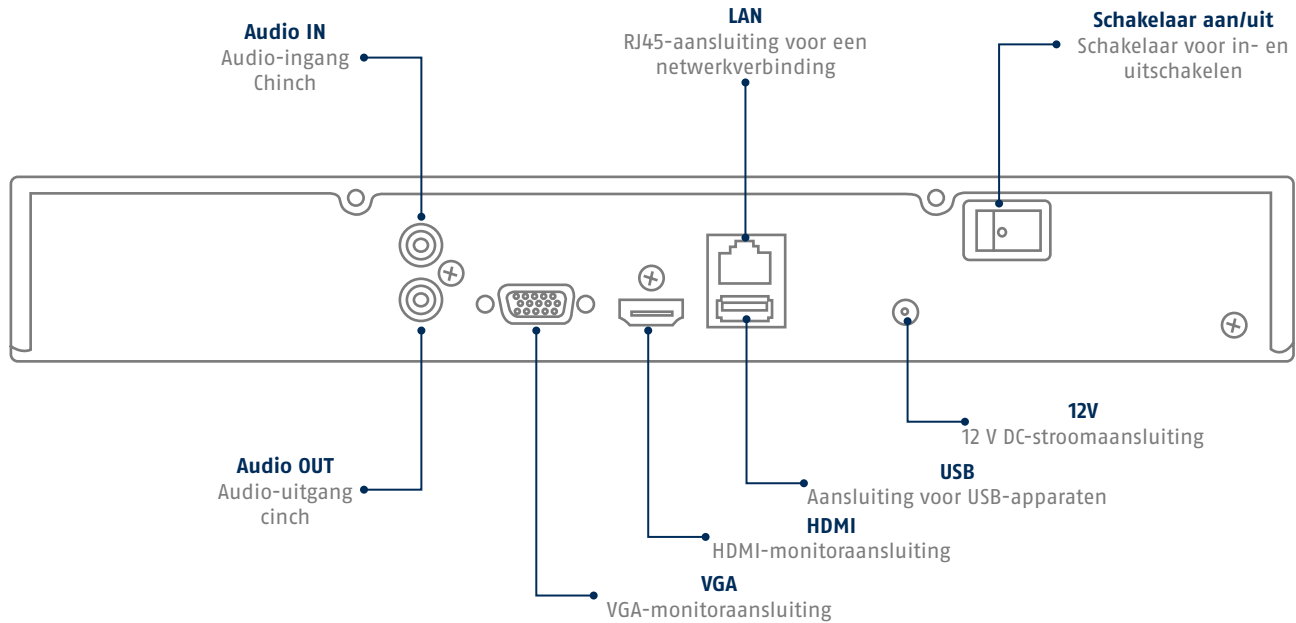 Audio IN
Audio-ingang
Chinch
LAN
RJ45-aansluiting voor een
netwerkverbinding
Schakelaar aan/uit
Schakelaar voor in- en
uitschakelen
12V
12 V DC-stroomaansluiting
Audio OUT
Audio-uitgang
cinch
USB
Aansluiting voor USB-apparaten
HDMI
HDMI-monitoraansluiting
VGA
VGA-monitoraansluiting